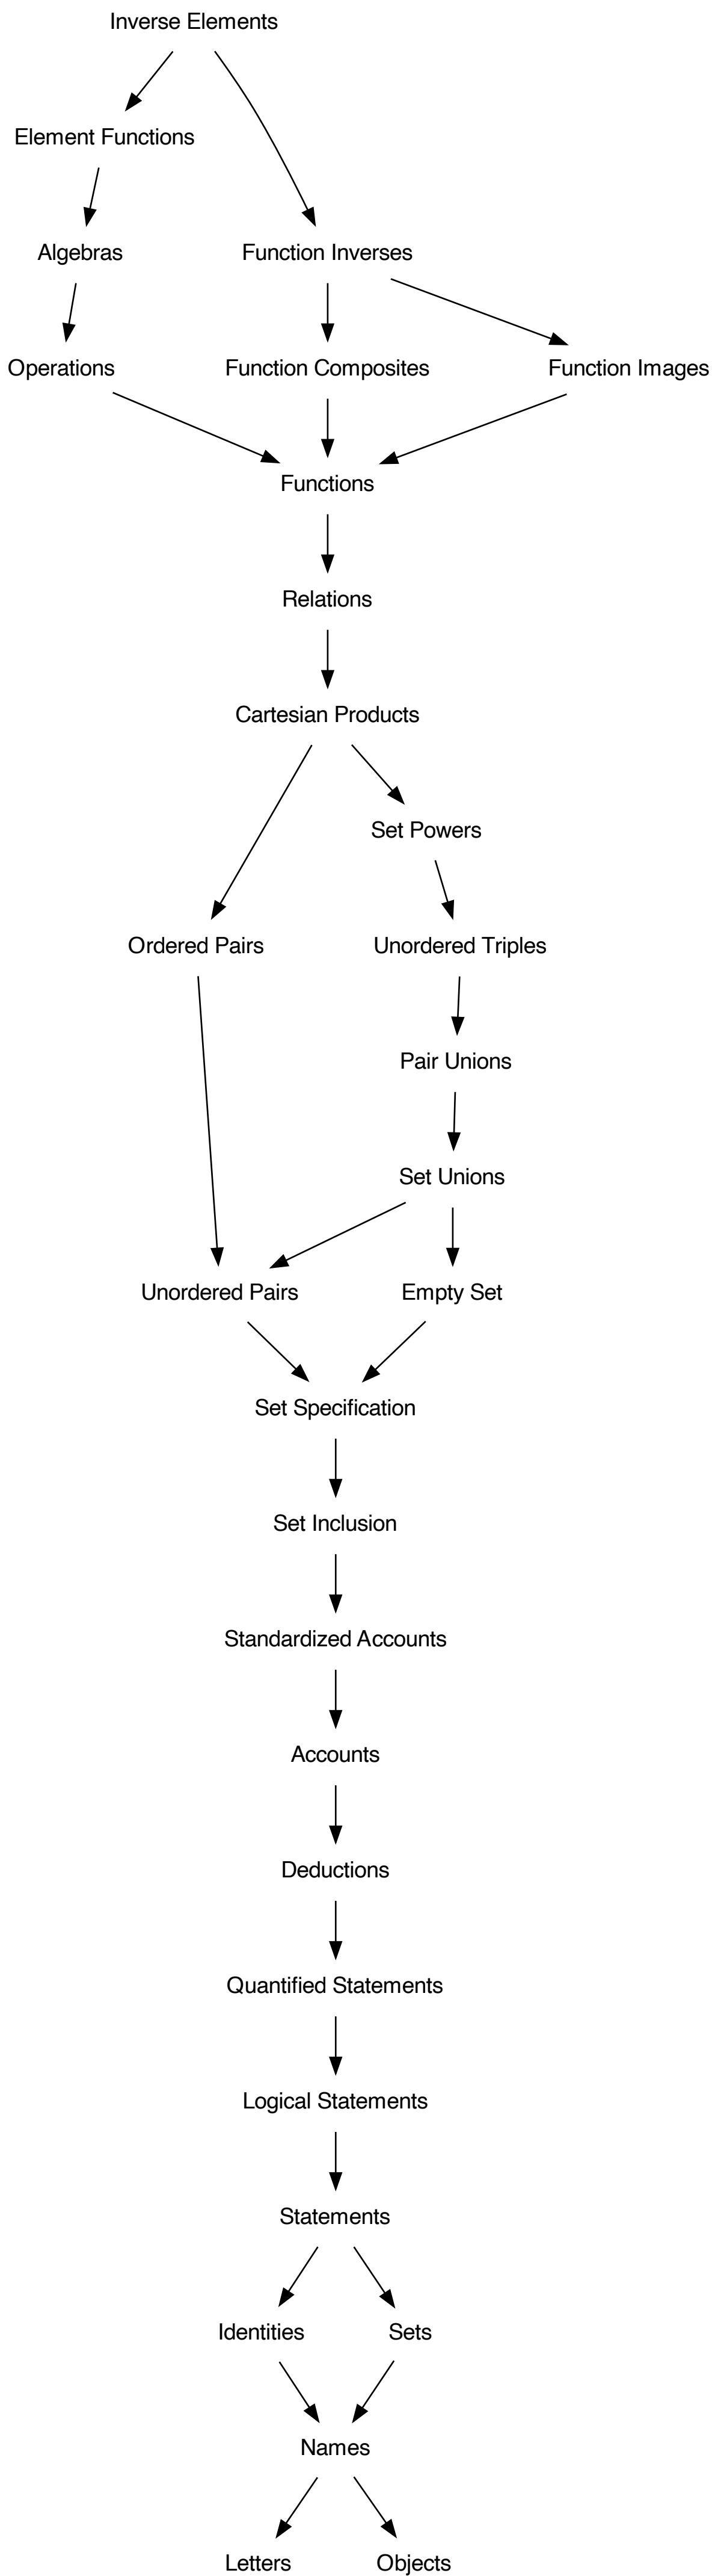 Inverse Elements
Element Functions
Algebras
Function Inverses
Operations
Function Composites
Function Images
Functions
Relations
Cartesian Products
Set Powers
Ordered Pairs
Unordered Triples
Pair Unions
Set Unions
Unordered Pairs
Empty Set
Set Specification
Set Inclusion
Standardized Accounts
Accounts
Deductions
Quantified Statements
Logical Statements
Statements
Identities
Sets
Names
Letters
Objects